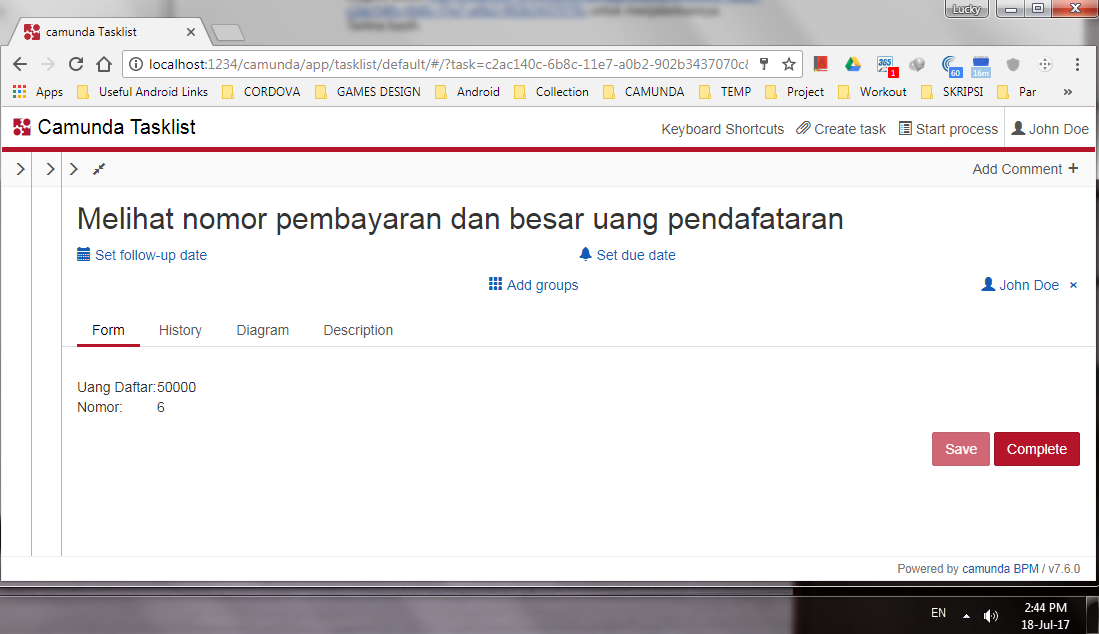 Lucky
camunda Tasklist
localhost:1234/camunda/app/tasklist/default/#/?task=c2ac140c-6b8c-11e7-a0b2-902b3437070c&
365
1
60
16m
Apps Useful Android Links CORDOVA GAMES DESIGN Android Collection CAMUNDA TEMP Project Workout SKRIPSI Par »
Camunda Tasklist Keyboard Shortcuts Create task Start process John Doe
Add Comment +
Melihat nomor pembayaran dan besar uang pendafataran
Set follow-up date Set due date
Add groups John Doe ×
Form History Diagram Description
Uang Daftar: 50000
Nomor: 6
Save Complete
Powered by camunda BPM / v7.6.0
EN 2:44 PM
18-Jul-17